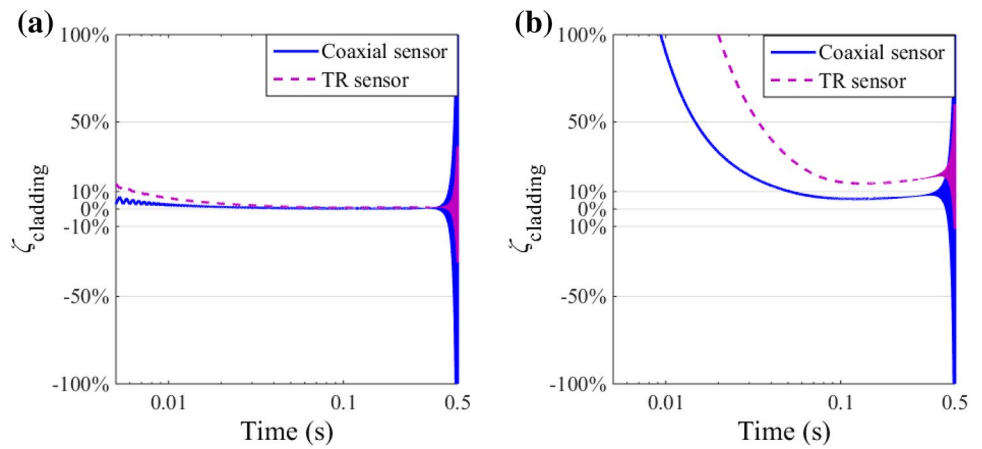 (a)
100%
50%
10%
0%
-10%
-50%
-100%
ζcladding
0.01
0.1
0.5
Time (s)
Coaxial sensor
TR sensor
(b)
100%
50%
10%
0%
10%
-50%
-100%
ζcladding
0.01
0.1
0.5
Time (s)
Coaxial sensor
TR sensor